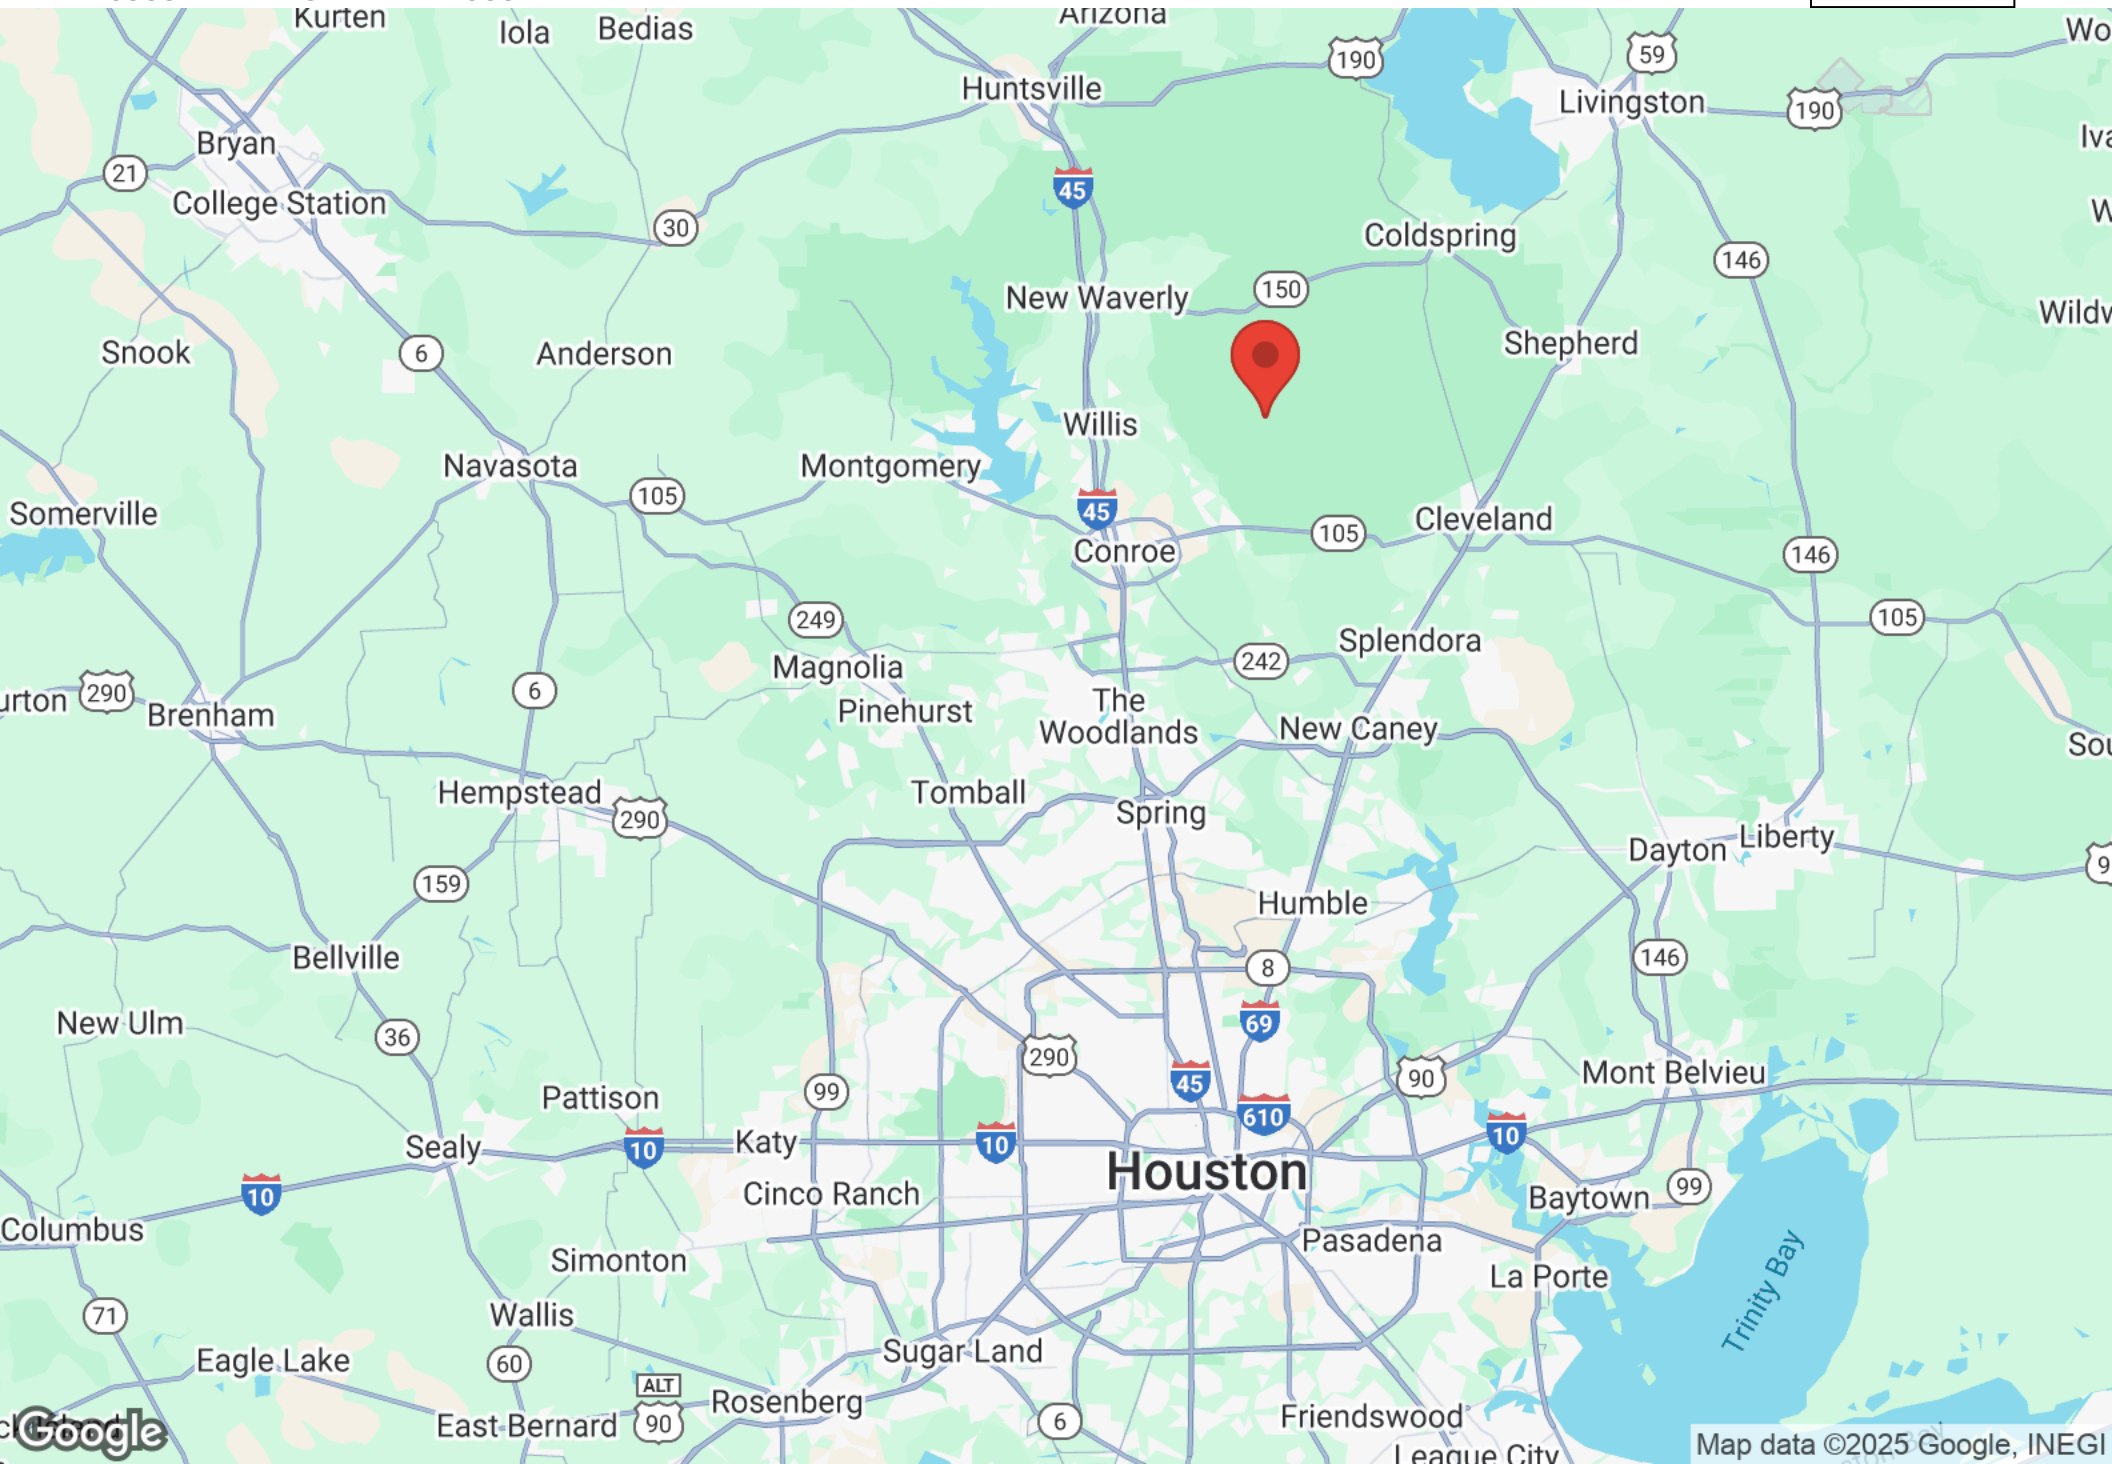 Kurten
Iola
Bedias
Arizona
190
59
Huntsville
Livingston
190
Bryan
21
45
College Station
30
Coldspring
146
New Waverly
150
Snook
6
Anderson
Shepherd
Willis
Navasota
Montgomery
105
45
Somerville
Cleveland
105
Conroe
146
249
105
Splendora
242
Magnolia
6
290
Brenham
Pinehurst
The
Woodlands
New Caney
Hempstead
290
Tomball
Spring
Dayton
Liberty
159
Humble
Bellville
146
8
New Ulm
36
69
290
45
90
Mont Belvieu
99
Pattison
610
Sealy
10
Katy
10
10
Houston
10
Cinco Ranch
Baytown
99
Columbus
Pasadena
Simonton
La Porte
Trinity Bay
71
Wallis
Eagle Lake
60
Sugar Land
ALT
90
Rosenberg
East Bernard
6
Friendswood
League City
Google
Map data ©2025 Google, INEGI